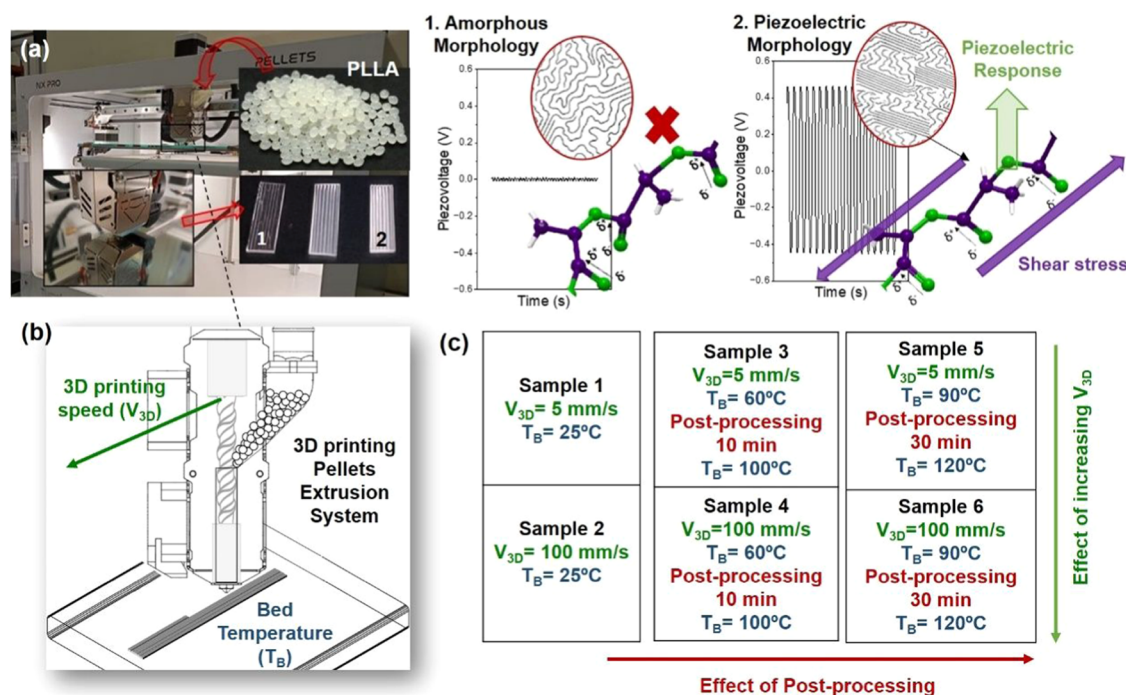 (a)
NX PRO
PELLETS
PLLA
1
2
1. Amorphous
Morphology
Piezovoltage (V)
0.6
0.4
0.2
0.0
−0.2
−0.4
−0.6
Time (s)
δ⁺
δ⁻
δ⁺
δ⁺
δ⁻
2. Piezoelectric
Morphology
Piezovoltage (V)
0.6
0.4
0.2
0.0
−0.2
−0.4
−0.6
Time (s)
Piezoelectric
Response
δ⁺
δ⁻
δ⁺
δ⁻
δ⁺
δ⁻
Shear stress
(b)
3D printing
speed (V3D)
3D printing
Pellets
Extrusion
System
Bed
Temperature
(TB)
(c)
Sample 1
V3D= 5 mm/s
TB= 25ºC
Sample 3
V3D=5 mm/s
TB= 60ºC
Post-processing
10 min
TB= 100ºC
Sample 5
V3D=5 mm/s
TB= 90ºC
Post-processing
30 min
TB= 120ºC
Sample 2
V3D= 100 mm/s
TB= 25ºC
Sample 4
V3D=100 mm/s
TB= 60ºC
Post-processing
10 min
TB= 100ºC
Sample 6
V3D=100 mm/s
TB= 90ºC
Post-processing
30 min
TB= 120ºC
Effect of increasing V3D
Effect of Post-processing